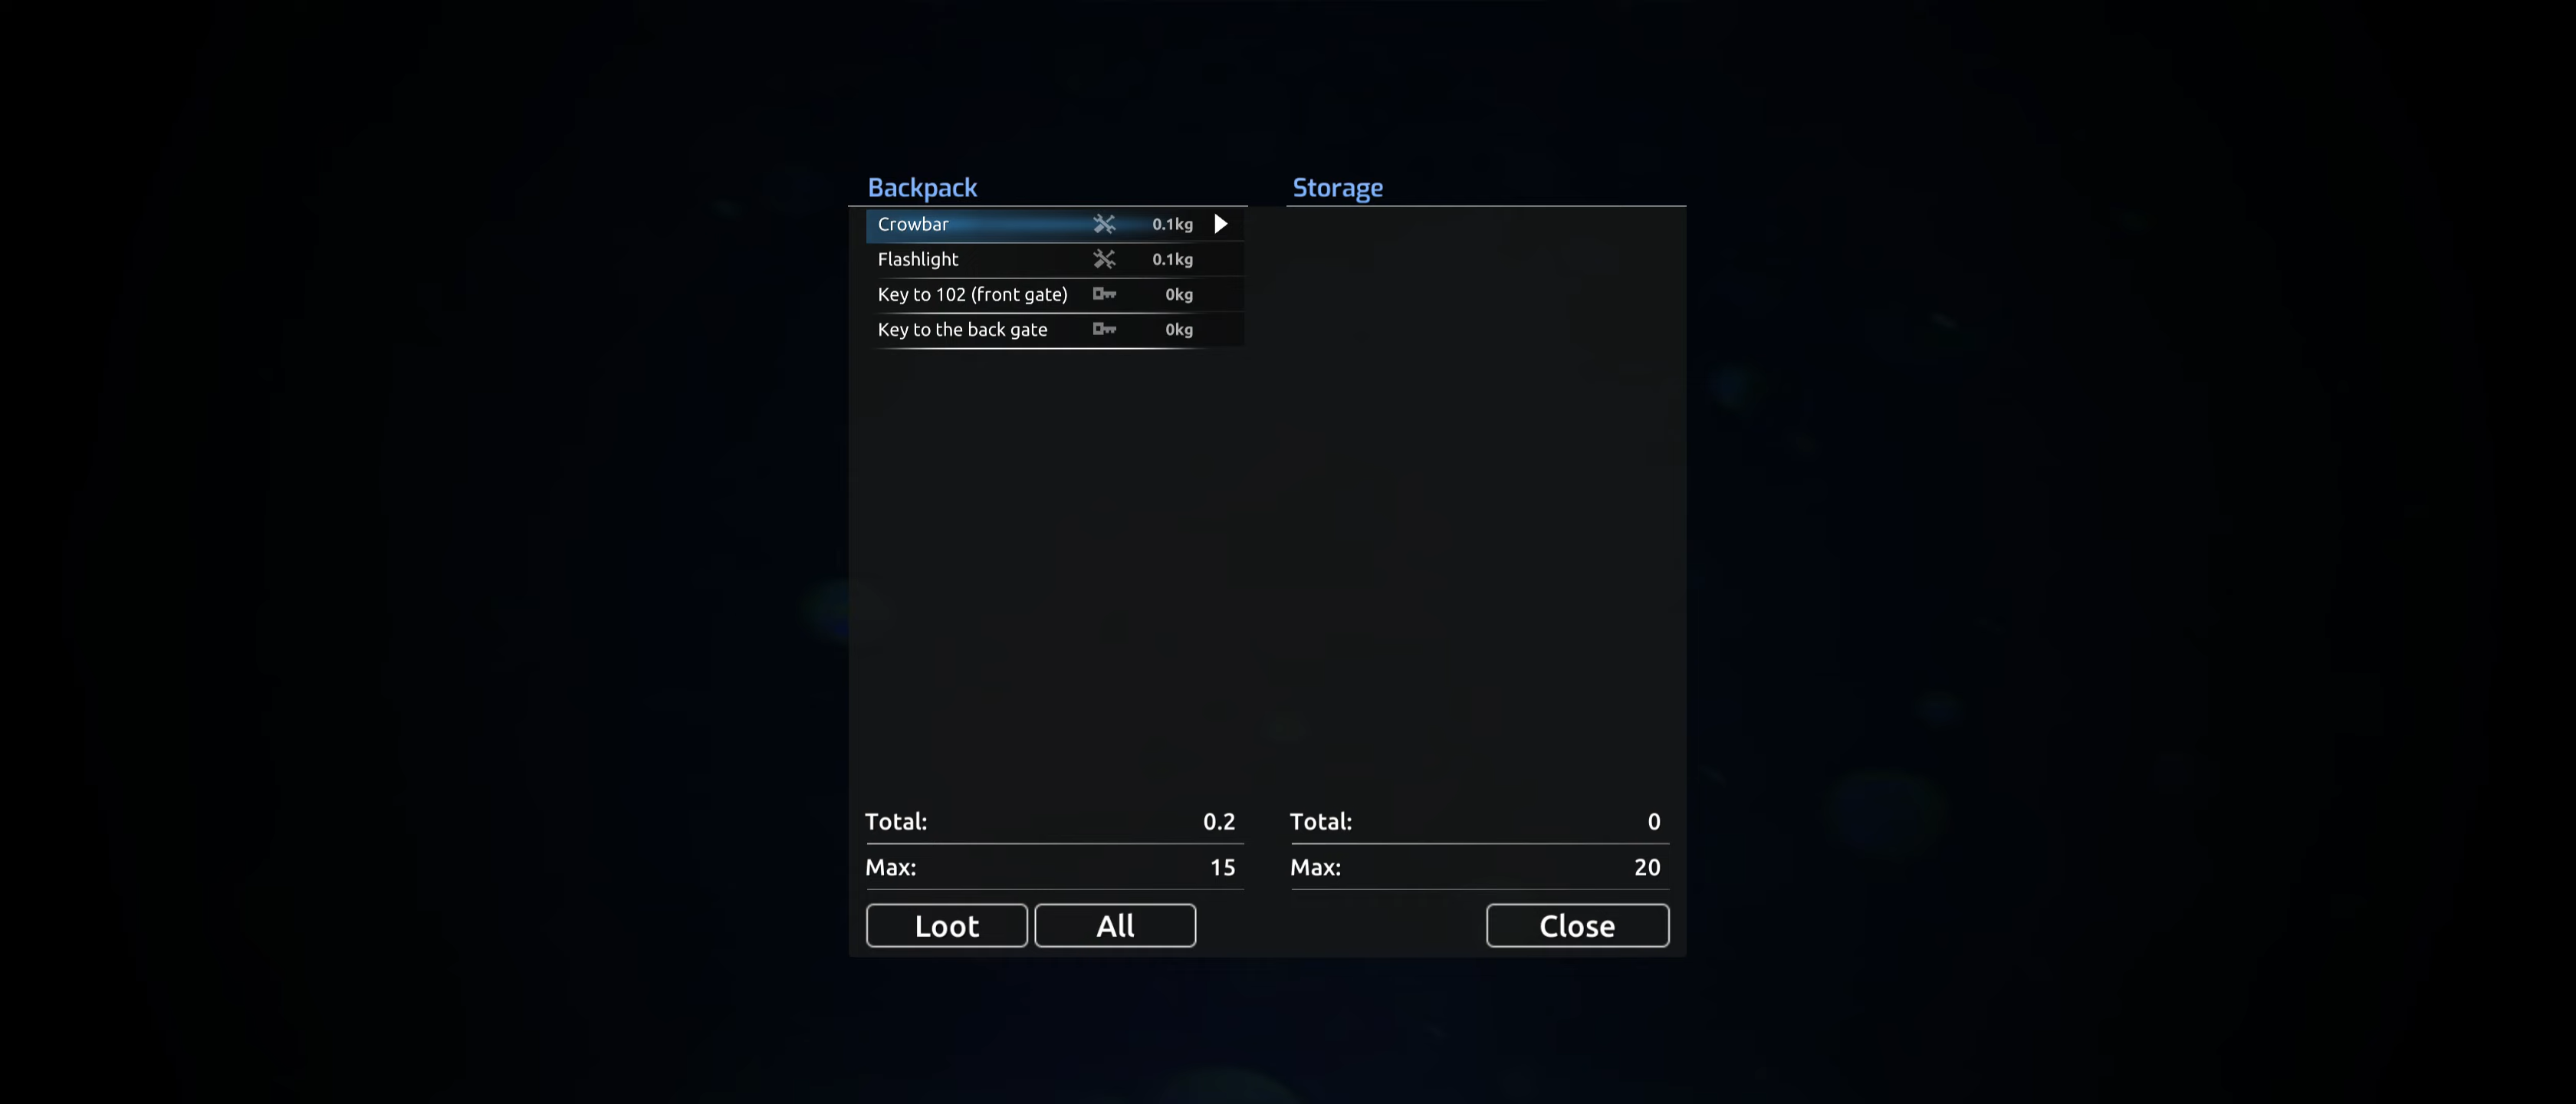 Backpack
Crowbar 0.1kg
Flashlight 0.1kg
Key to 102 (front gate) 0kg
Key to the back gate 0kg
Total: 0.2
Max: 15
Loot All
Storage
Total: 0
Max: 20
Close